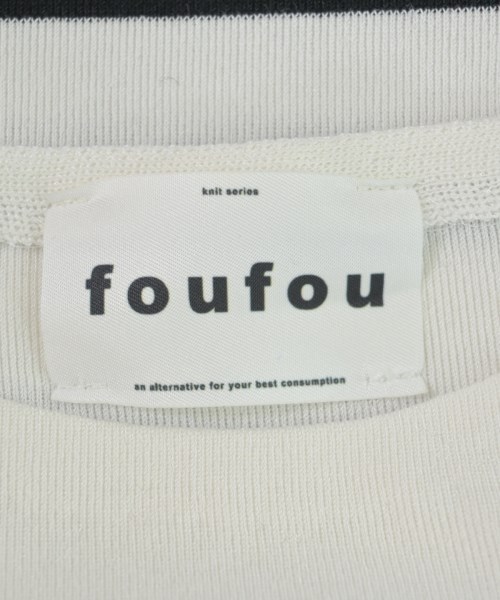 knit series
foufou
an alternative for your best consumption